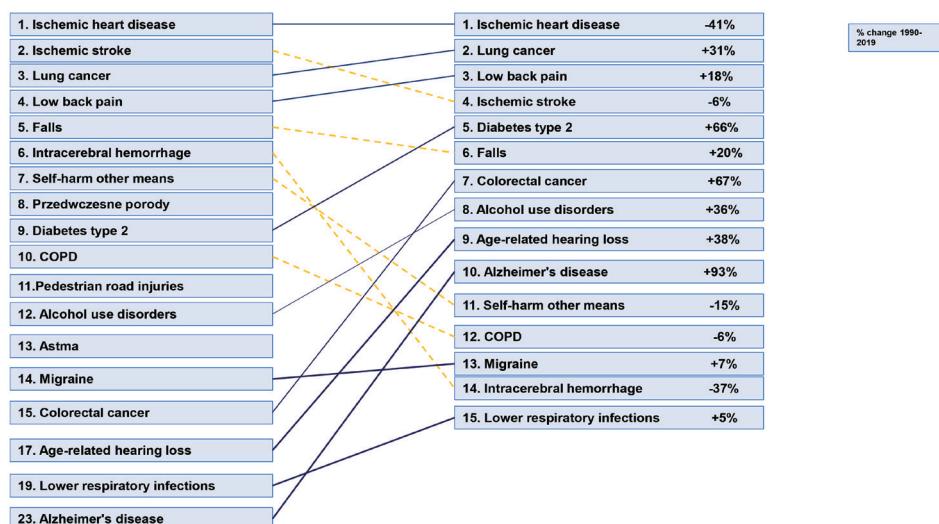 1. Ischemic heart disease
2. Ischemic stroke
3. Lung cancer
4. Low back pain
5. Falls
6. Intracerebral hemorrhage
7. Self-harm other means
8. Przedwczesne porody
9. Diabetes type 2
10. COPD
11.Pedestrian road injuries
12. Alcohol use disorders
13. Astma
14. Migraine
15. Colorectal cancer
17. Age-related hearing loss
19. Lower respiratory infections
23. Alzheimer's disease
1. Ischemic heart disease -41%
2. Lung cancer +31%
3. Low back pain +18%
4. Ischemic stroke -6%
5. Diabetes type 2 +66%
6. Falls +20%
7. Colorectal cancer +67%
8. Alcohol use disorders +36%
9. Age-related hearing loss +38%
10. Alzheimer's disease +93%
11. Self-harm other means -15%
12. COPD -6%
13. Migraine +7%
14. Intracerebral hemorrhage -37%
15. Lower respiratory infections +5%
% change 1990-
2019